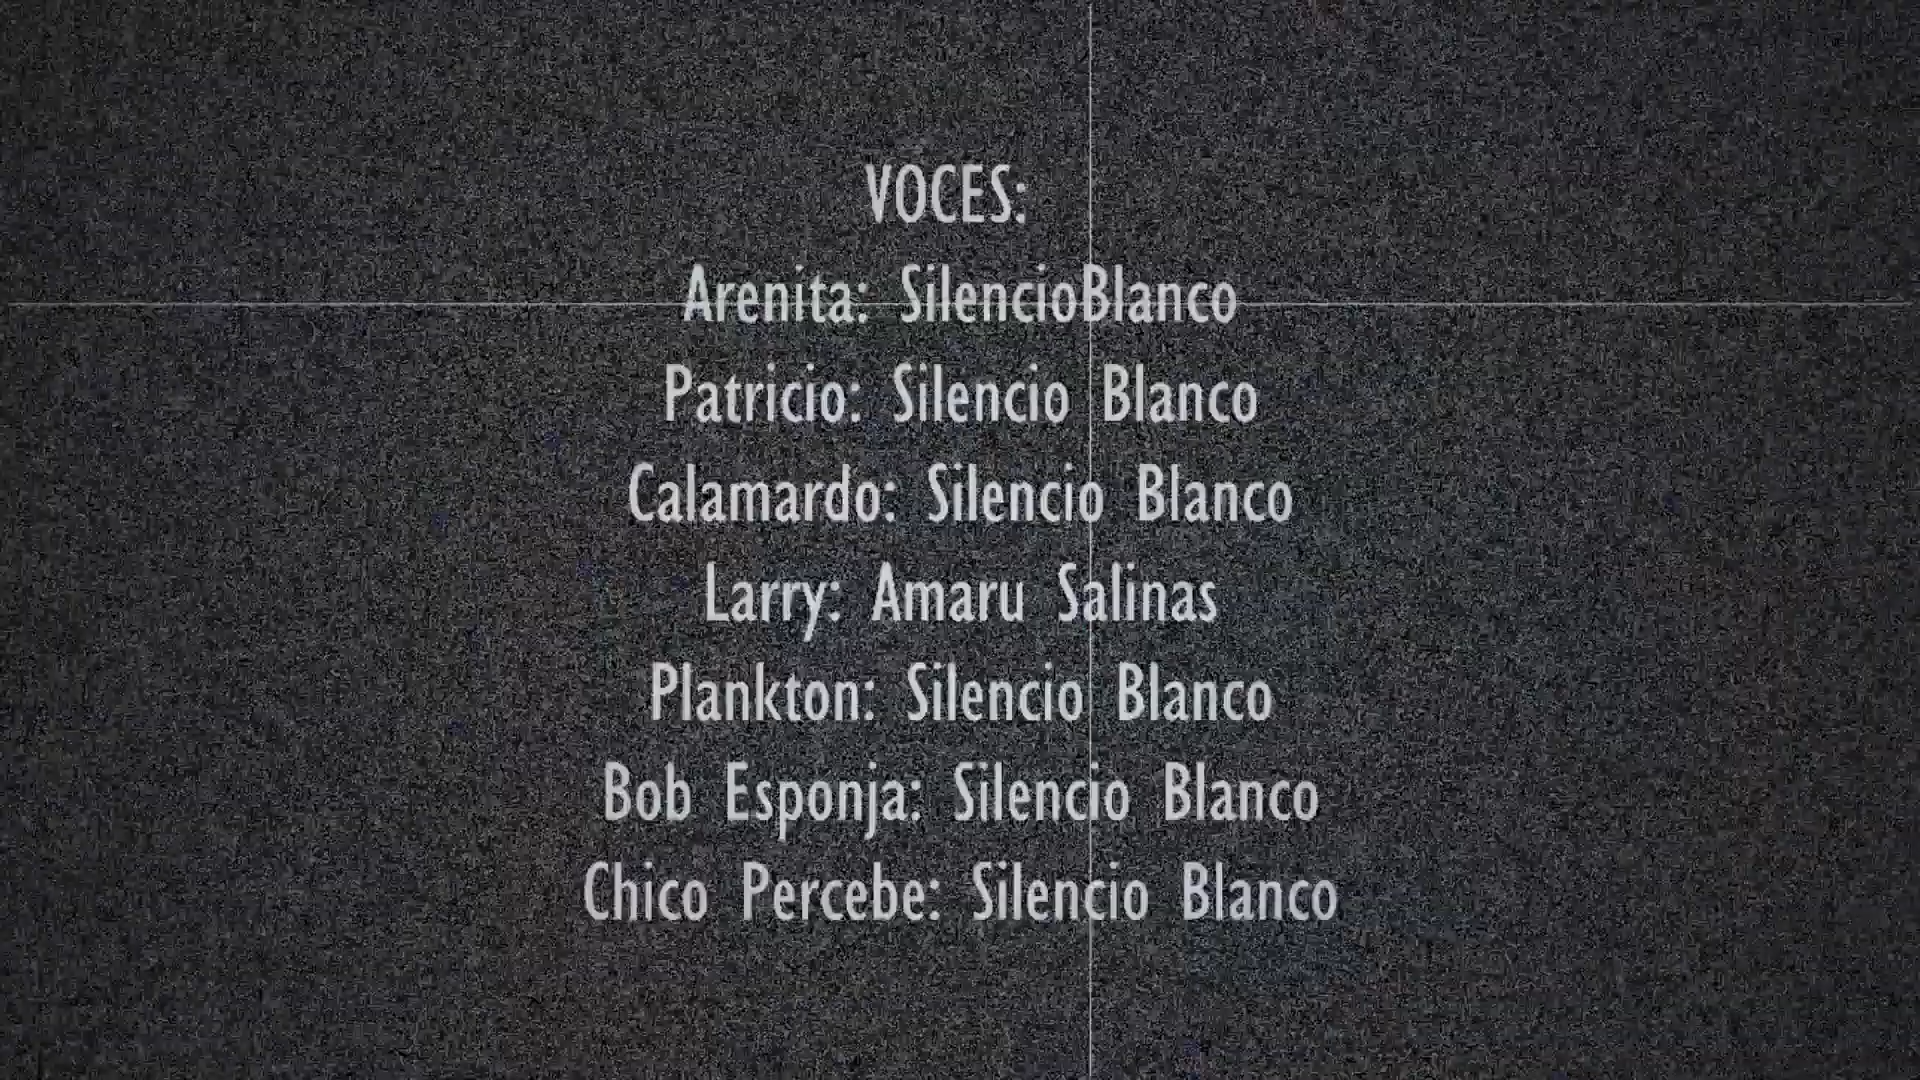 VOCES:
Arenita: SilencioBlanco
Patricio: Silencio Blanco
Calamardo: Silencio Blanco
Larry: Amaru Salinas
Plankton: Silencio Blanco
Bob Esponja: Silencio Blanco
Chico Percebe: Silencio Blanco